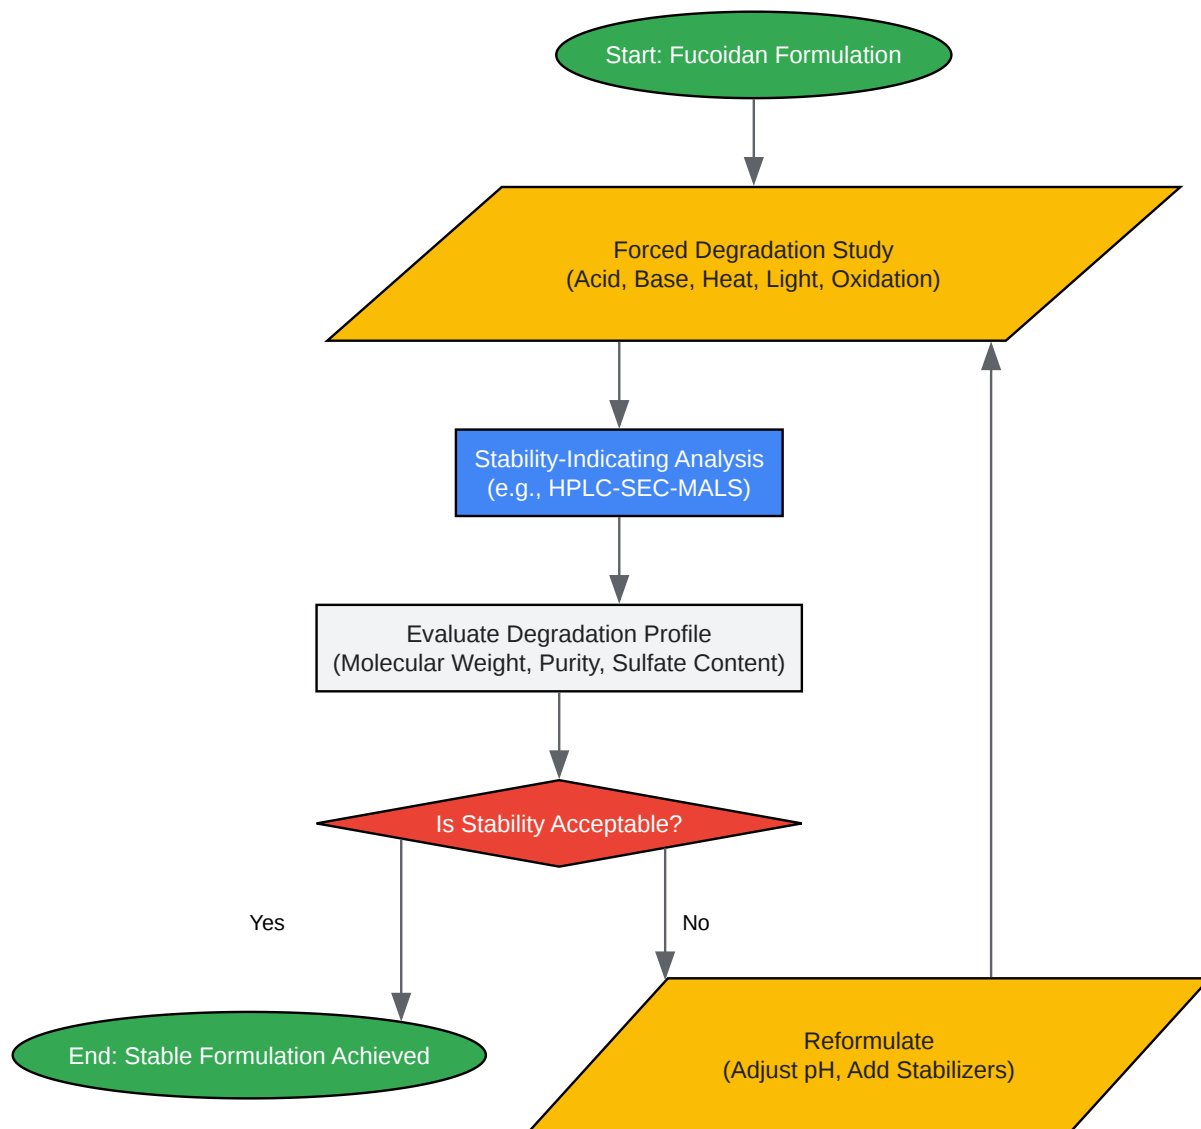 Start: Fucoidan Formulation
Forced Degradation Study
(Acid, Base, Heat, Light, Oxidation)
Stability-Indicating Analysis
(e.g., HPLC-SEC-MALS)
Evaluate Degradation Profile
(Molecular Weight, Purity, Sulfate Content)
Is Stability Acceptable?
Yes
No
End: Stable Formulation Achieved
Reformulate
(Adjust pH, Add Stabilizers)